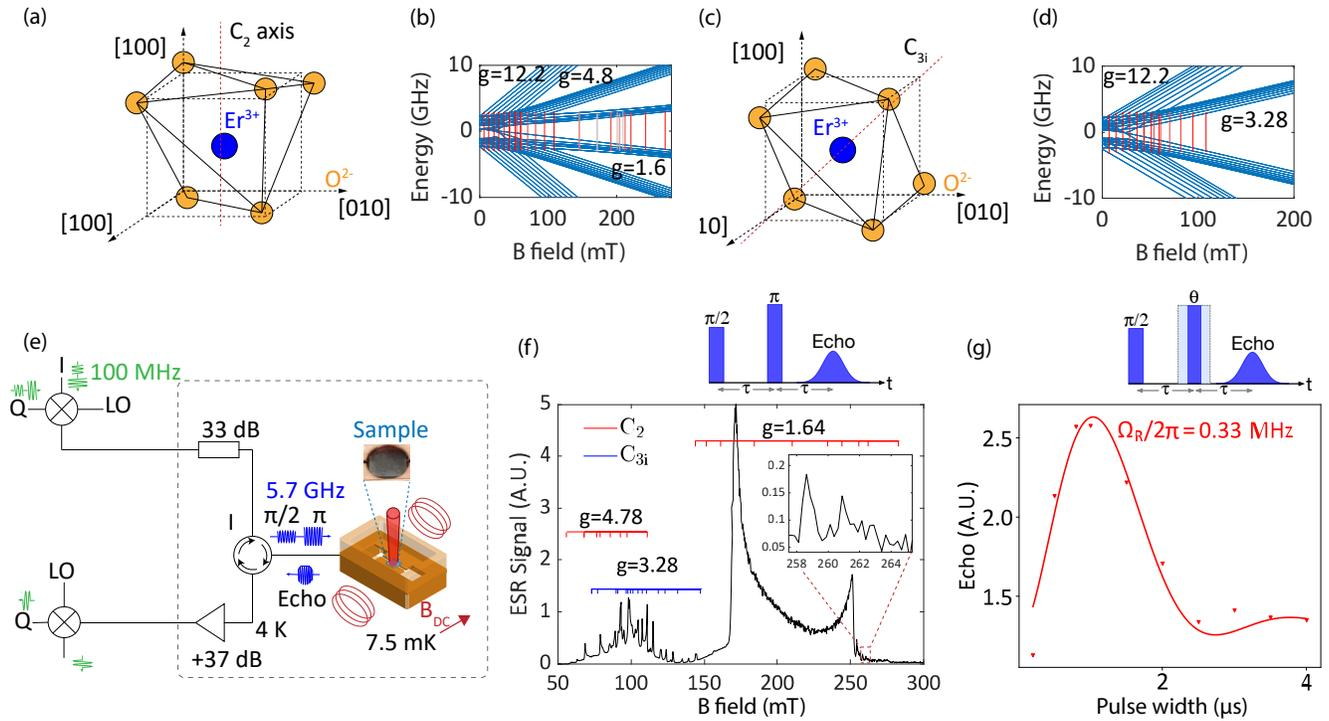 (a)
C2 axis
[100]
Er3+
O2-
[100]
[010]
(b)
g=12.2 g=4.8
g=1.6
Energy (GHz)
10
0
-10
0 100 200
B field (mT)
(c)
C3i
[100]
Er3+
O2-
10]
[010]
(d)
g=12.2
g=3.28
Energy (GHz)
10
0
-10
0 100 200
B field (mT)
(e)
I
100 MHz
Q
LO
33 dB
Sample
5.7 GHz
π/2 π
I
Echo
LO
Q
4 K
+37 dB
BDC
7.5 mK
(f)
π/2
π
Echo
τ τ
t
ESR Signal (A.U.)
5
4
3
2
1
0
C2
C3i
g=1.64
g=4.78
g=3.28
0.2
0.15
0.1
0.05
258 260 262 264
50 100 150 200 250 300
B field (mT)
(g)
π/2
θ
Echo
τ τ
t
ΩR/2π = 0.33 MHz
Echo (A.U.)
2.5
2.0
1.5
2 4
Pulse width (μs)